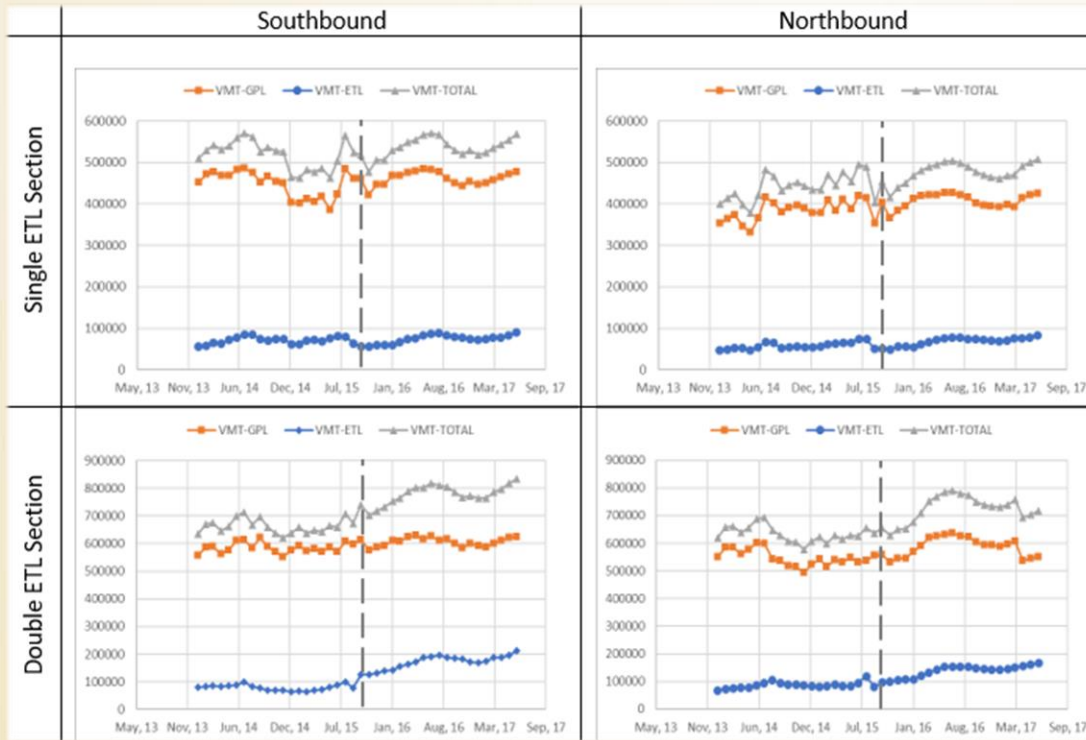 Southbound
Northbound
Single ETL Section
VMT-GPL VMT-ETL VMT-TOTAL
600000
500000
400000
300000
200000
100000
0
May, 13 Nov, 13 Jun, 14 Dec, 14 Jul, 15 Jan, 16 Aug, 16 Mar, 17 Sep, 17
VMT-GPL VMT-ETL VMT-TOTAL
600000
500000
400000
300000
200000
100000
0
May, 13 Nov, 13 Jun, 14 Dec, 14 Jul, 15 Jan, 16 Aug, 16 Mar, 17 Sep, 17
Double ETL Section
VMT-GPL VMT-ETL VMT-TOTAL
900000
800000
700000
600000
500000
400000
300000
200000
100000
0
May, 13 Nov, 13 Jun, 14 Dec, 14 Jul, 15 Jan, 16 Aug, 16 Mar, 17 Sep, 17
VMT-GPL VMT-ETL VMT-TOTAL
900000
800000
700000
600000
500000
400000
300000
200000
100000
0
May, 13 Nov, 13 Jun, 14 Dec, 14 Jul, 15 Jan, 16 Aug, 16 Mar, 17 Sep, 17